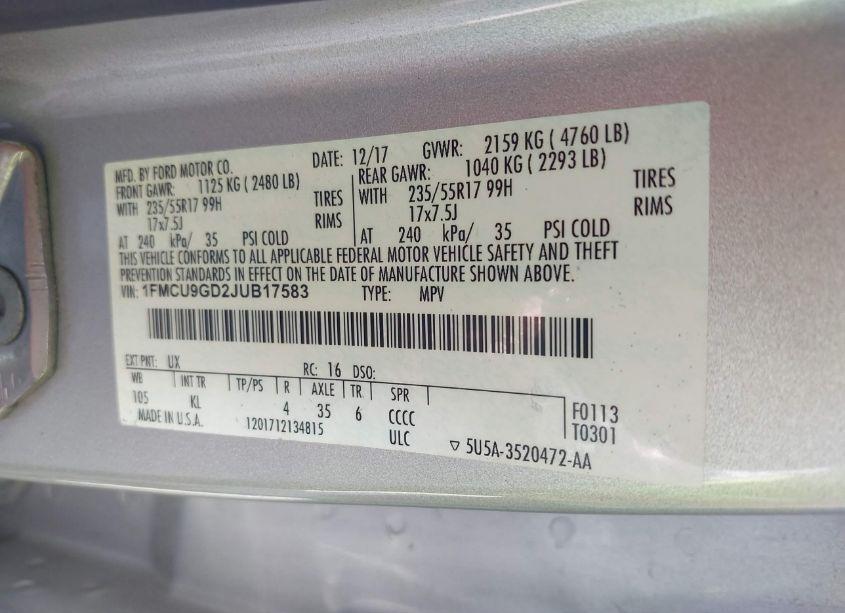 MFD. BY FORD MOTOR CO. DATE: 12/17 GVWR: 2159 KG ( 4760 LB)
FRONT GAWR: 1125 KG ( 2480 LB) REAR GAWR: 1040 KG ( 2293 LB)
WITH 235/55R17 99H TIRES WITH 235/55R17 99H TIRES
17x7.5J RIMS 17x7.5J RIMS
AT 240 kPa/ 35 PSI COLD AT 240 kPa/ 35 PSI COLD
THIS VEHICLE CONFORMS TO ALL APPLICABLE FEDERAL MOTOR VEHICLE SAFETY AND THEFT
PREVENTION STANDARDS IN EFFECT ON THE DATE OF MANUFACTURE SHOWN ABOVE.
VIN: 1FMCU9GD2JUB17583 TYPE: MPV
EXT PNT: UX RC: 16 DSO:
WB INT TR TP/PS R AXLE TR SPR
105 KL 4 35 6 CCCC F0113
MADE IN U.S.A. 1201712134815 ULC T0301
5U5A-3520472-AA